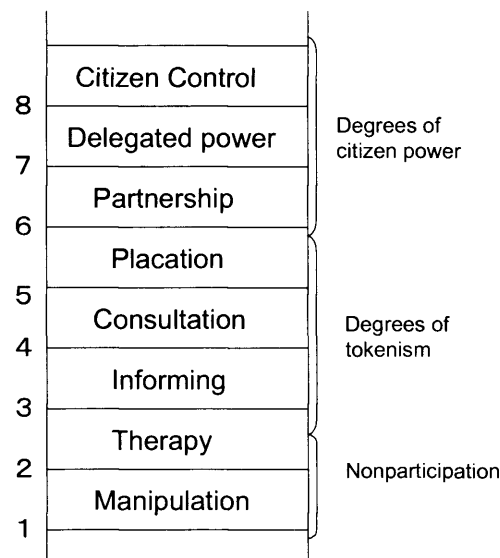 Citizen Control
8
Delegated power
7
Partnership
6
Placation
5
Consultation
4
Informing
3
Therapy
2
Manipulation
1
Degrees of
citizen power
Degrees of
tokenism
Nonparticipation